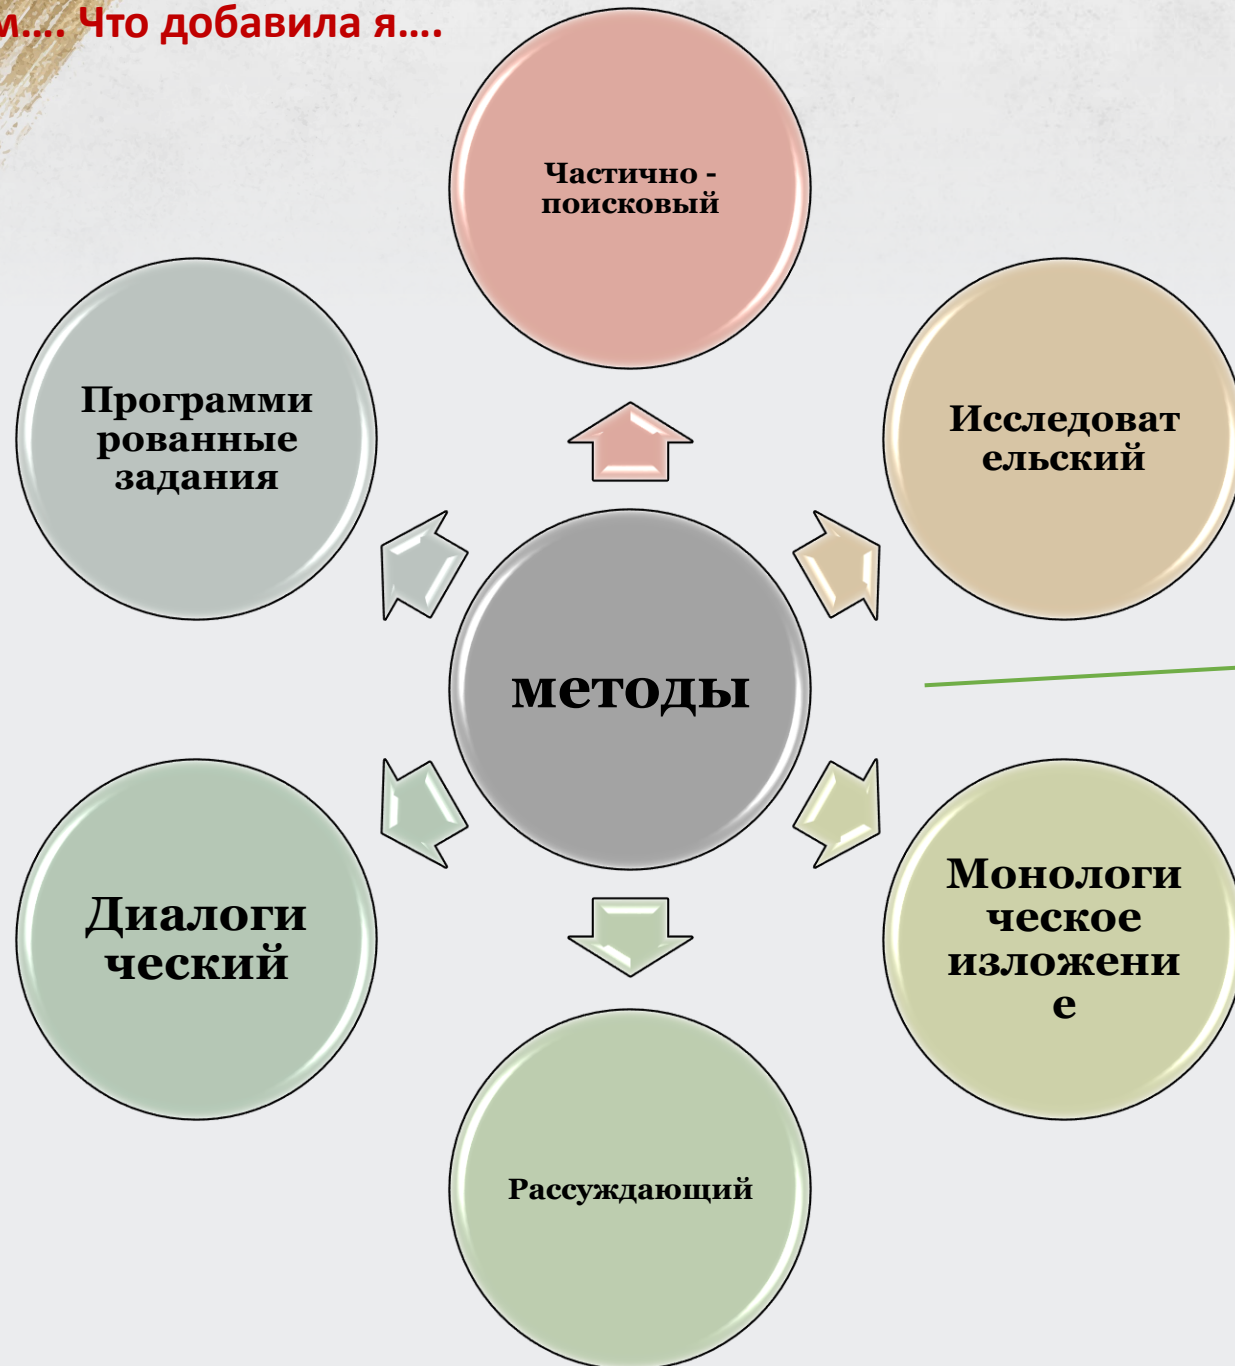 м.... Что добавила я....
Частично -
поисковый
Программи
рованные
задания
Исследоват
ельский
методы
Диалоги
ческий
Монологи
ческое
изложени
е
Рассуждающий